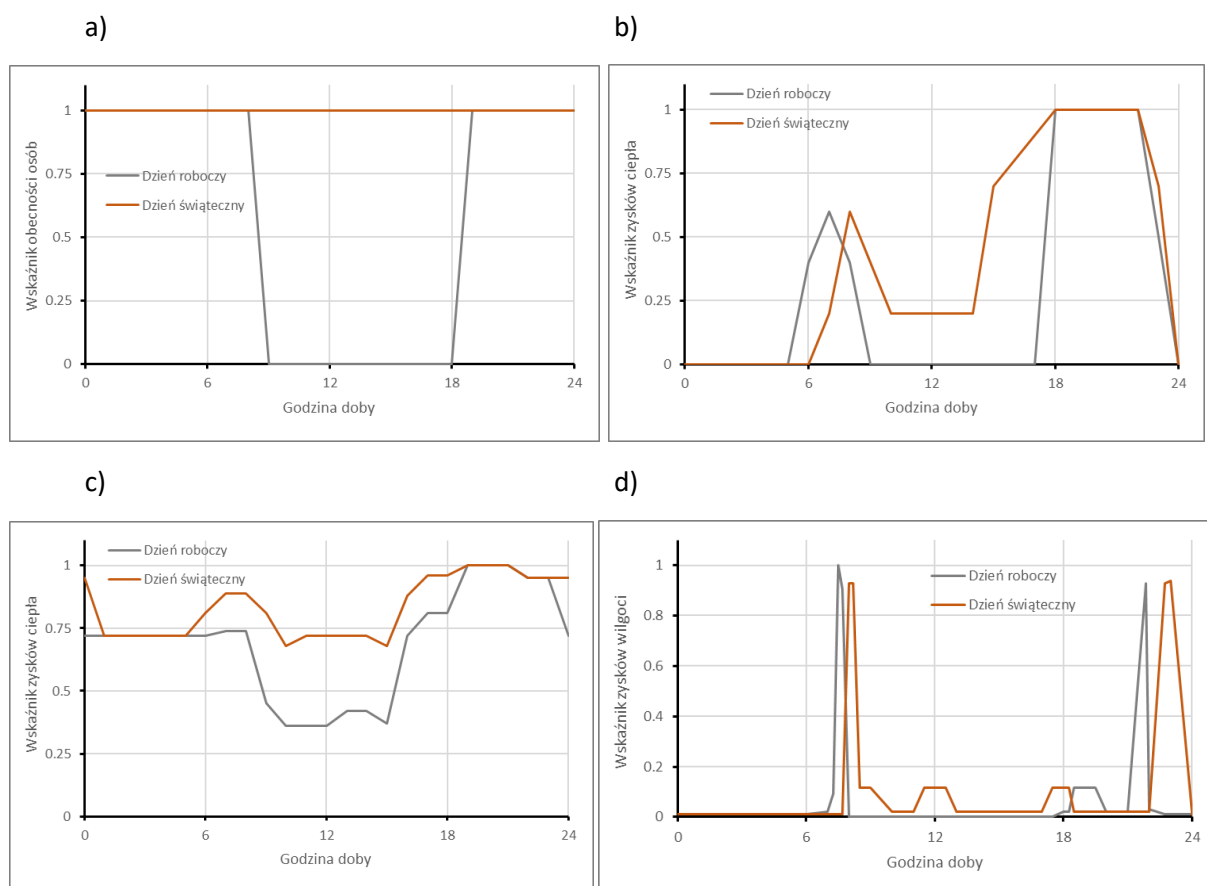 a)
b)
1
0.75
0.5
0.25
0
0
6
12
18
24
Wskaźnik obecności osób
Godzina doby
Dzień roboczy
Dzień świąteczny
1
0.75
0.5
0.25
0
0
6
12
18
24
Wskaźnik zysków ciepła
Godzina doby
Dzień roboczy
Dzień świąteczny
c)
d)
1
0.75
0.5
0.25
0
0
6
12
18
24
Wskaźnik zysków ciepła
Godzina doby
Dzień roboczy
Dzień świąteczny
1
0.8
0.6
0.4
0.2
0
0
6
12
18
24
Wskaźnik zysków wilgoci
Godzina doby
Dzień roboczy
Dzień świąteczny